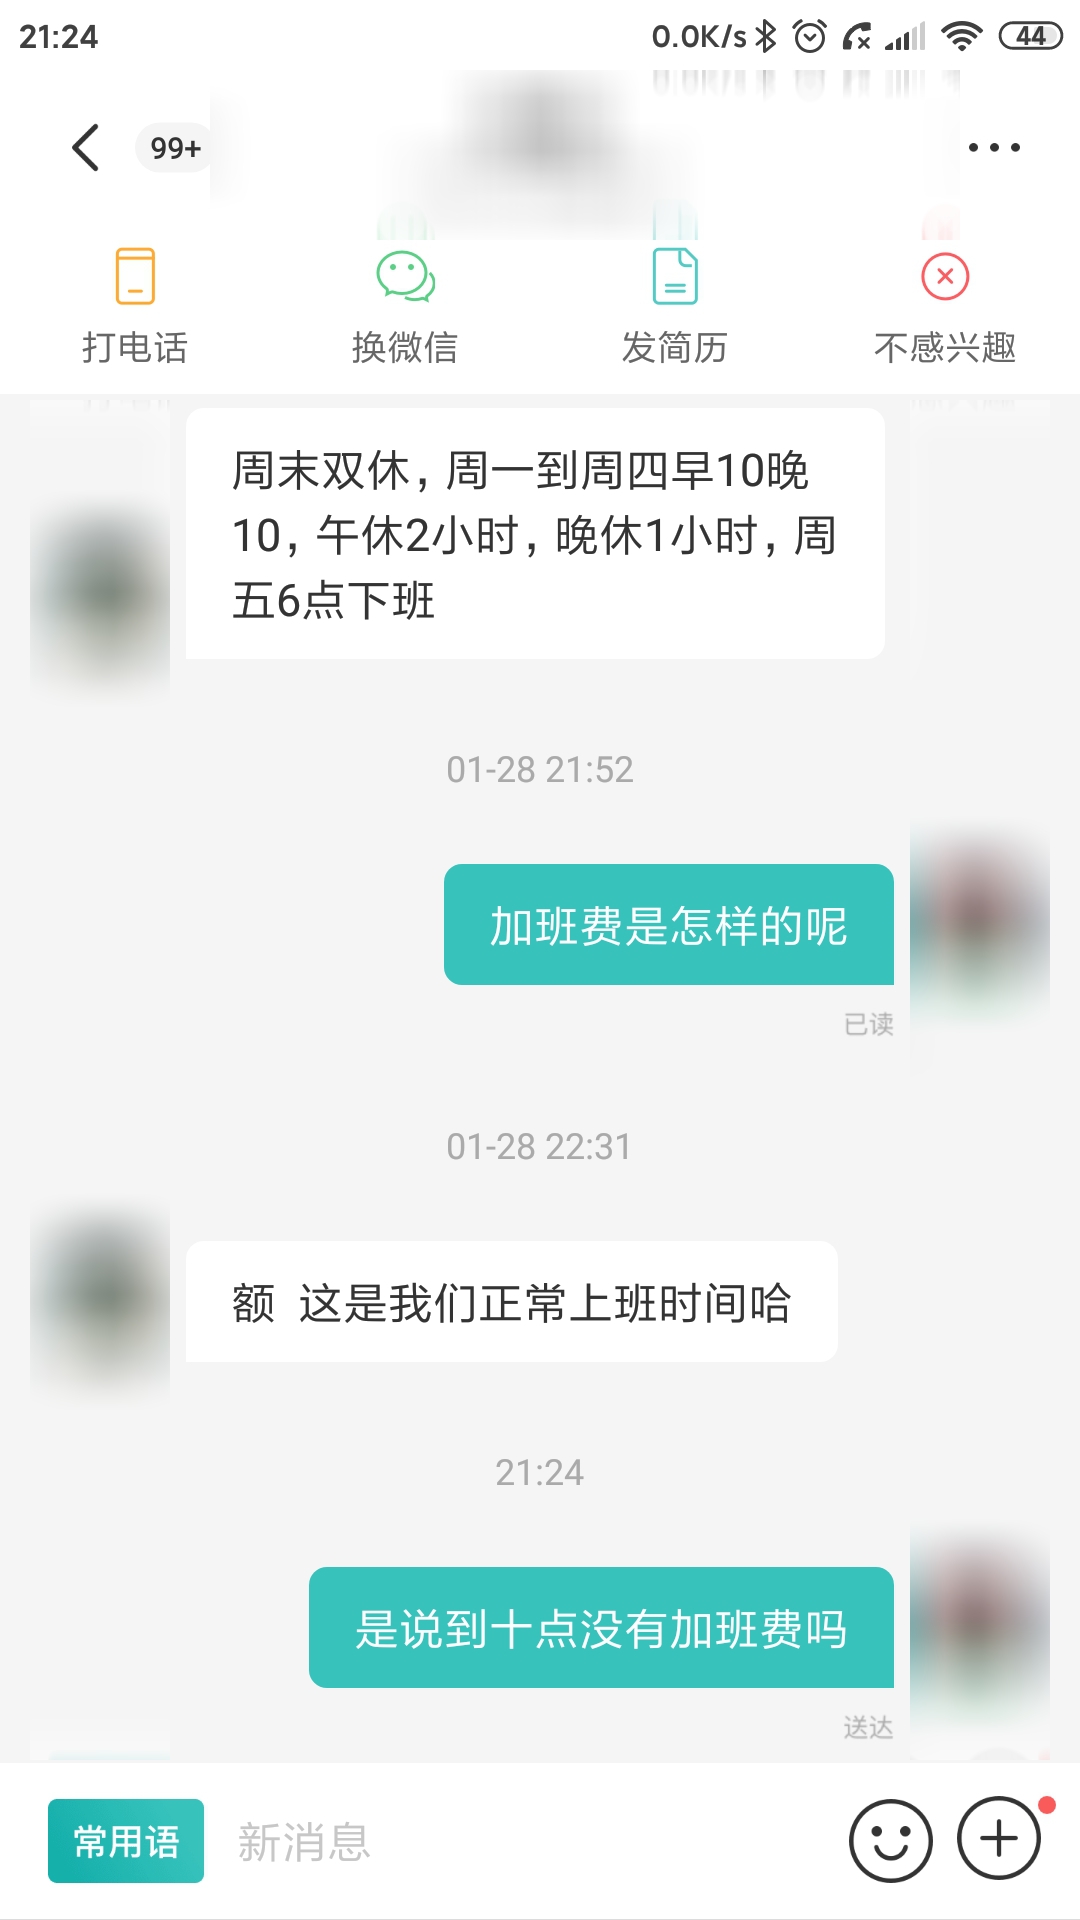 21:24
0.0K/s
44
99+
打电话
换微信
发简历
不感兴趣
周末双休，周一到周四早10晚
10，午休2小时，晚休1小时，周
五6点下班
01-28 21:52
加班费是怎样的呢
已读
01-28 22:31
额 这是我们正常上班时间哈
21:24
是说到十点没有加班费吗
送达
常用语
新消息